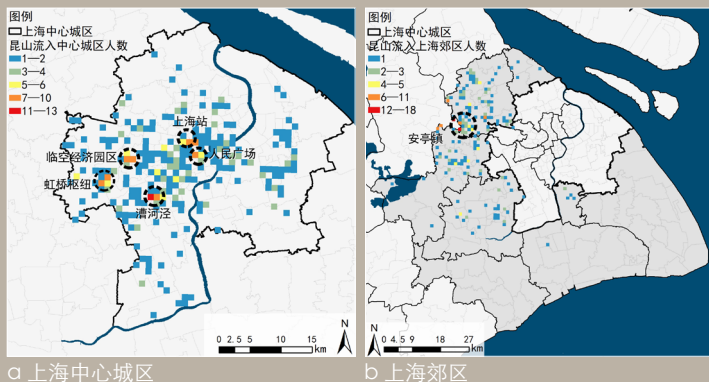 图例
上海中心城区
昆山流入中心城区人数
1—2
3—4
5—6
7—10
11—13
上海站
临空经济园区
人民广场
虹桥枢纽
漕河泾
N
0 2.5 5 10 15
km
a 上海中心城区
图例
上海中心城区
昆山流入上海郊区人数
1
2—3
4—5
6—11
12—18
安亭镇
N
0 4.5 9 18 27
km
b 上海郊区